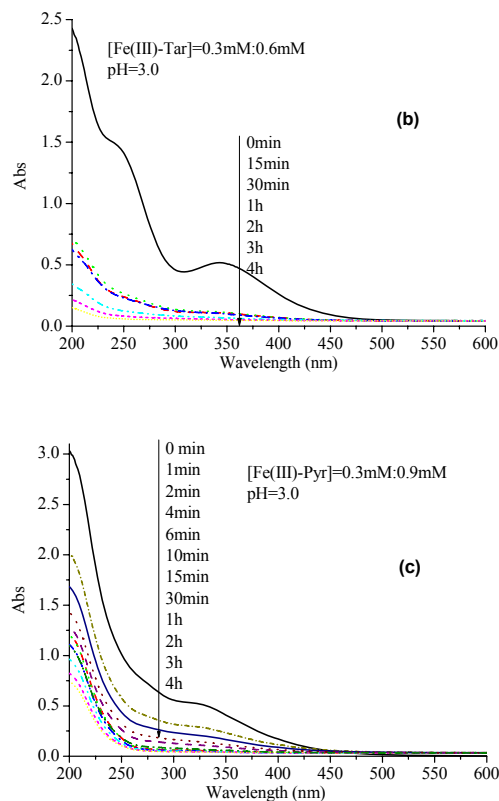 2.5
[Fe(III)-Tar]=0.3mM:0.6mM
pH=3.0
2.0
(b)
0min
1.5
15min
30min
Abs
1h
1.0
2h
3h
0.5
4h
0.0
200 250 300 350 400 450 500 550 600
Wavelength (nm)
0 min
3.0
1min
[Fe(III)-Pyr]=0.3mM:0.9mM
2min
pH=3.0
2.5
4min
6min
2.0
10min
(c)
15min
Abs
1.5
30min
1h
2h
1.0
3h
4h
0.5
0.0
200 250 300 350 400 450 500 550 600
Wavelength (nm)